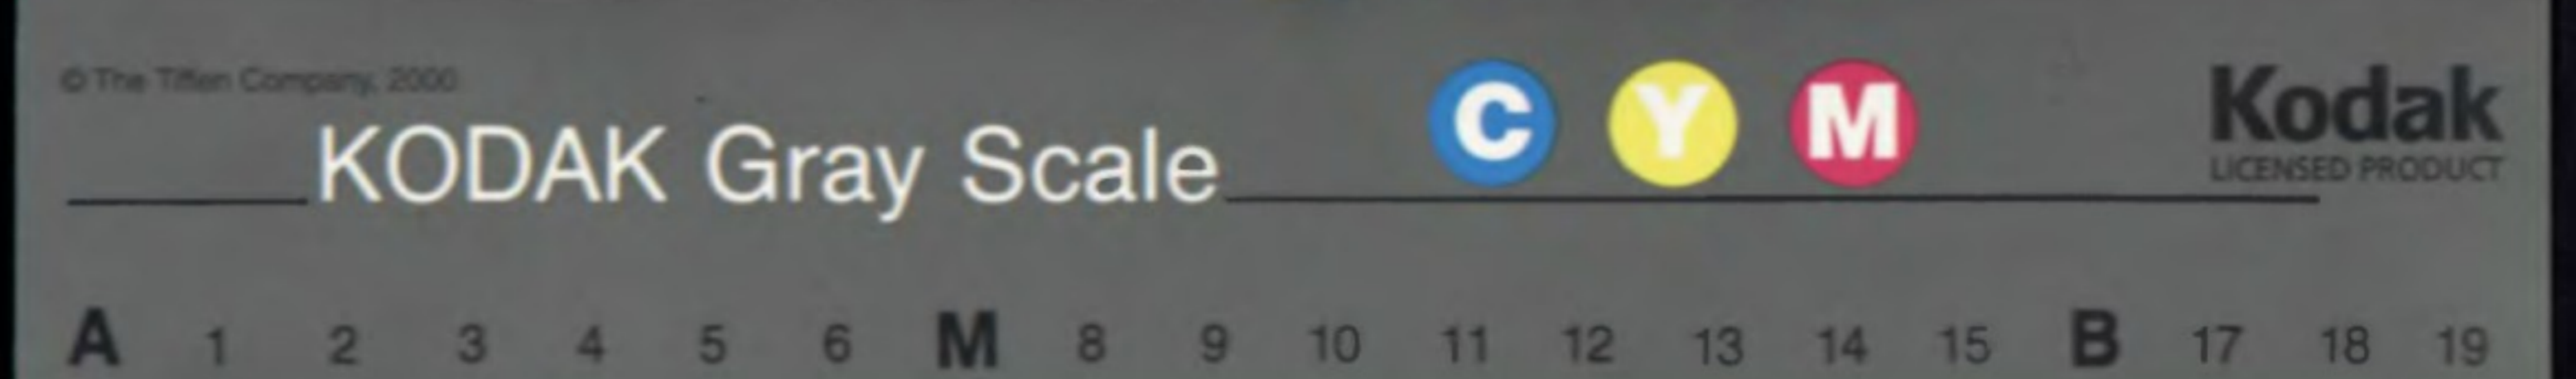 © The Tiffen Company, 2000
KODAK Gray Scale
C Y M
Kodak
LICENSED PRODUCT
A 1 2 3 4 5 6 M 8 9 10 11 12 13 14 15 B 17 18 19